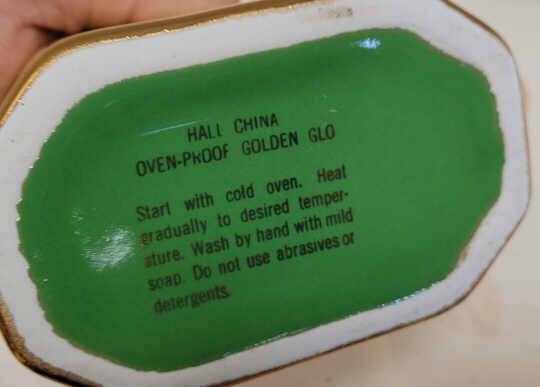 HALL CHINA
OVEN-PROOF GOLDEN GLO
Start with cold oven. Heat
gradually to desired temper-
ature. Wash by hand with mild
soap. Do not use abrasives or
detergents.